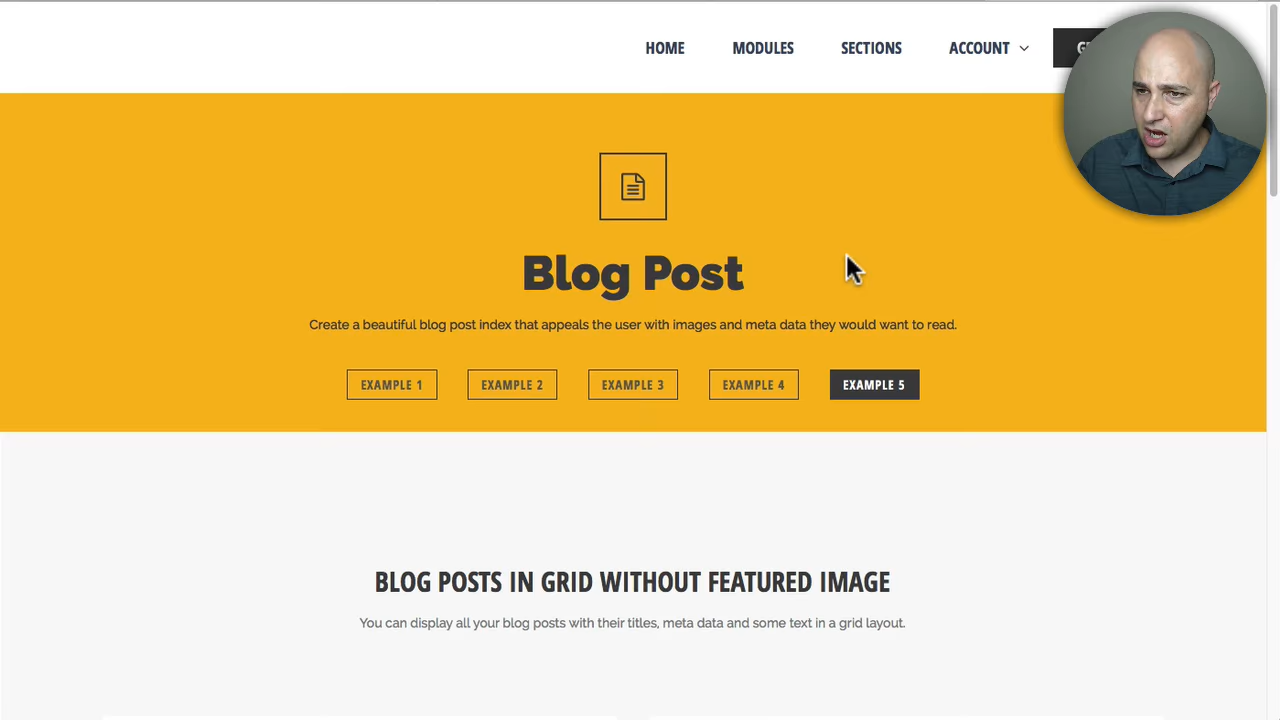 HOME MODULES SECTIONS ACCOUNT
Blog Post
Create a beautiful blog post index that appeals the user with images and meta data they would want to read.
EXAMPLE 1 EXAMPLE 2 EXAMPLE 3 EXAMPLE 4 EXAMPLE 5
BLOG POSTS IN GRID WITHOUT FEATURED IMAGE
You can display all your blog posts with their titles, meta data and some text in a grid layout.